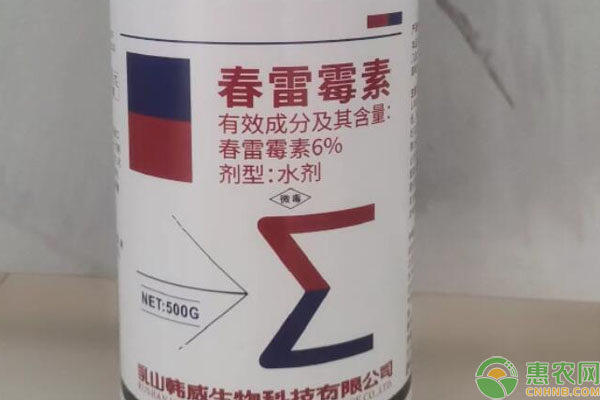 春雷霉素
有效成分及其含量:
春雷霉素6%
剂型:水剂
微毒
NET:500G
乳山韩威生物科技有限公司
惠农网
CNHNB.COM